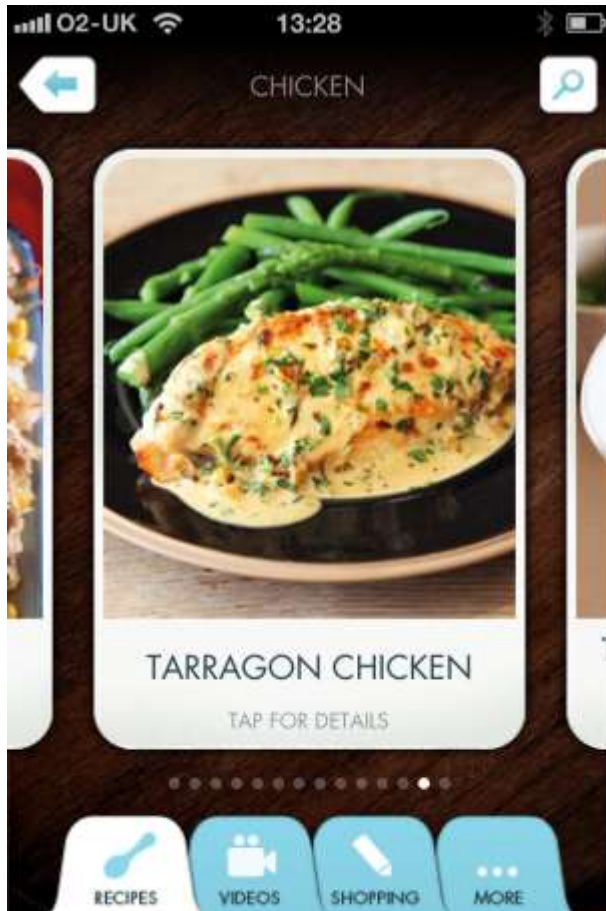 O2-UK 13:28
CHICKEN
TARRAGON CHICKEN
TAP FOR DETAILS
RECIPES VIDEOS SHOPPING MORE